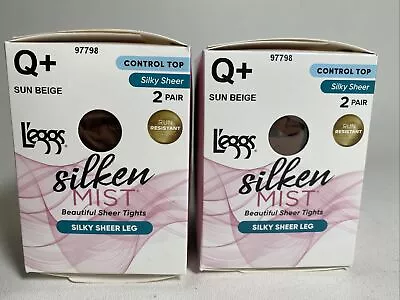 Q+
97798
CONTROL TOP
Silky Sheer
SUN BEIGE
2 PAIR
L'eggs
RUN
RESISTANT
silken
MIST
Beautiful Sheer Tights
SILKY SHEER LEG
Q+
97798
CONTROL TOP
Silky Sheer
SUN BEIGE
2 PAIR
L'eggs
RUN
RESISTANT
silken
MIST
Beautiful Sheer Tights
SILKY SHEER LEG